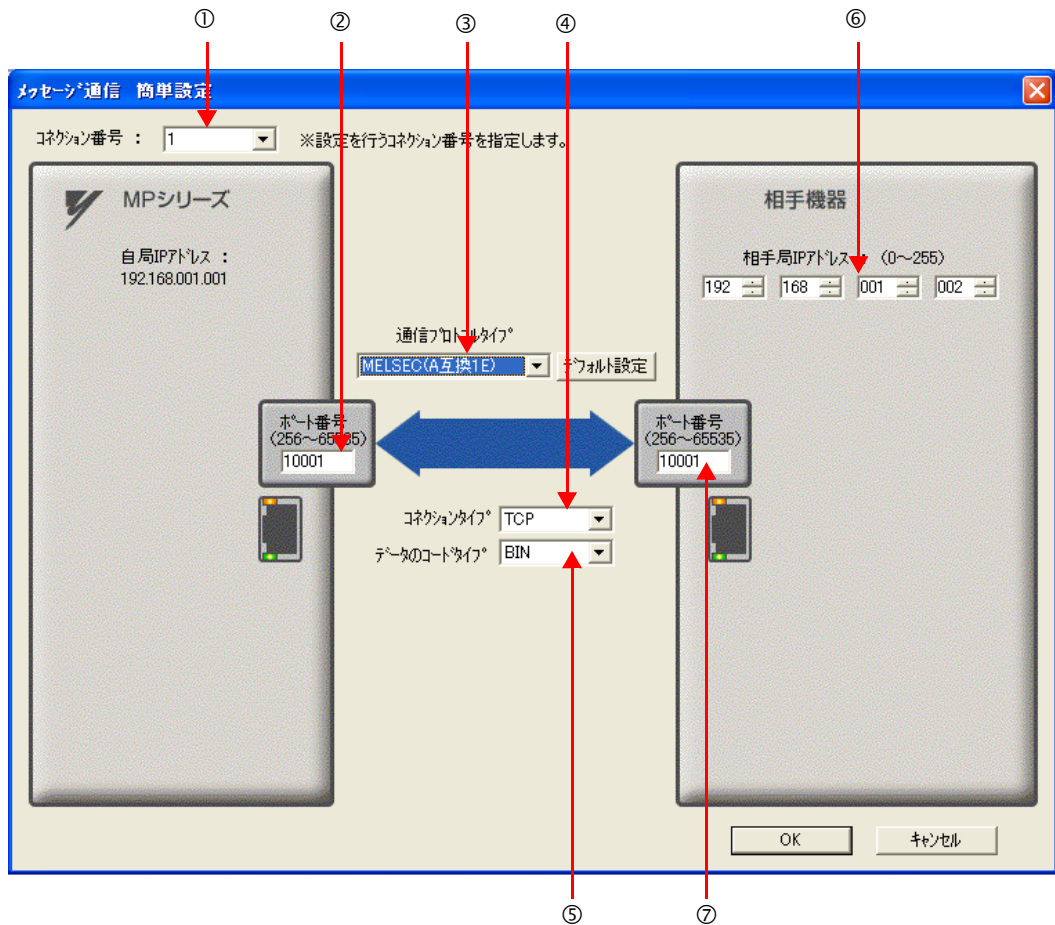 ① ② ③ ④ ⑥
メッセージ通信 簡単設定
コネクション番号 ： 1 ※設定を行うコネクション番号を指定します。
MPシリーズ
自局IPアドレス ：
192.168.001.001
相手機器
相手局IPアドレス ： （0～255）
192 168 001 002
通信プロトコルタイプ
MELSEC(A互換1E) デフォルト設定
ポート番号
（256～65535）
10001
ポート番号
（256～65535）
10001
コネクションタイプ TCP
データのコードタイプ BIN
OK キャンセル
⑤ ⑦